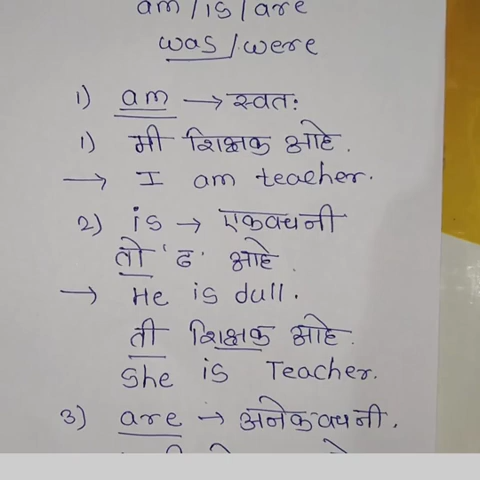 am / is / are
was / were
1) am → स्वतः
1) मी शिक्षक आहे.
→ I am teacher.
2) is → एकवचनी
तो 'ढ' आहे.
→ He is dull.
ती शिक्षक आहे.
She is Teacher.
3) are → अनेकवचनी.